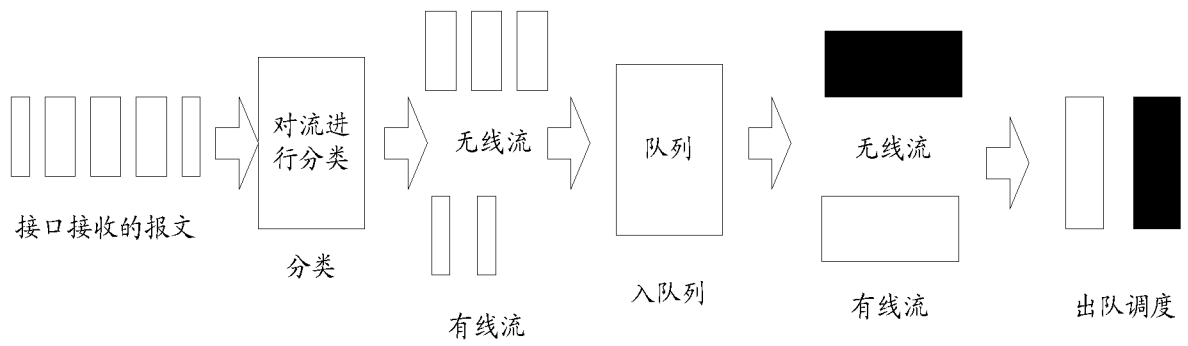 接口接收的报文
对流进
行分类
分类
无线流
有线流
队列
入队列
无线流
有线流
出队调度